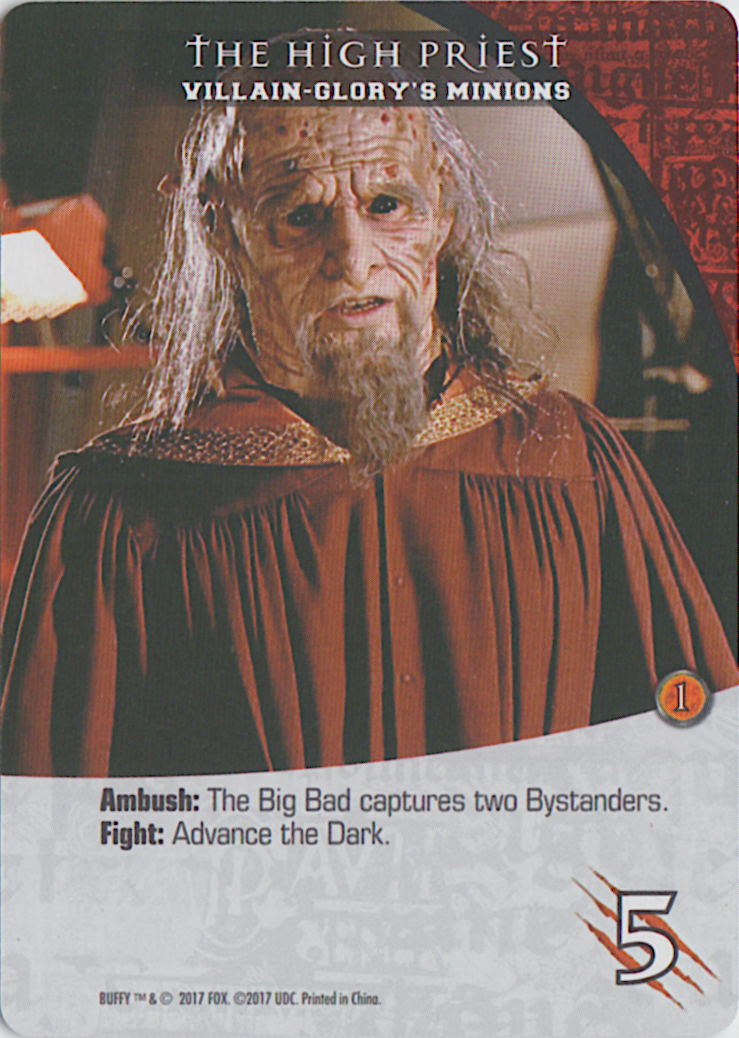 THE HIGH PRIEST
VILLAIN-GLORY'S MINIONS
1
Ambush: The Big Bad captures two Bystanders.
Fight: Advance the Dark.
5
BUFFY ™ & © 2017 FOX. ©2017 UDC. Printed in China.